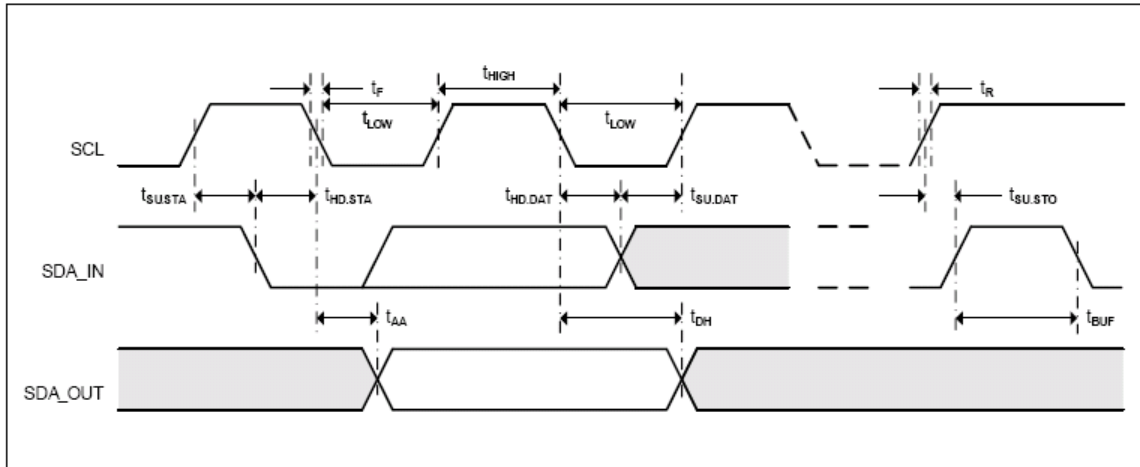 tF
tHIGH
tR
tLOW
tLOW
SCL
tSU.STA
tHD.STA
tHD.DAT
tSU.DAT
tSU.STO
SDA_IN
tAA
tDH
tBUF
SDA_OUT